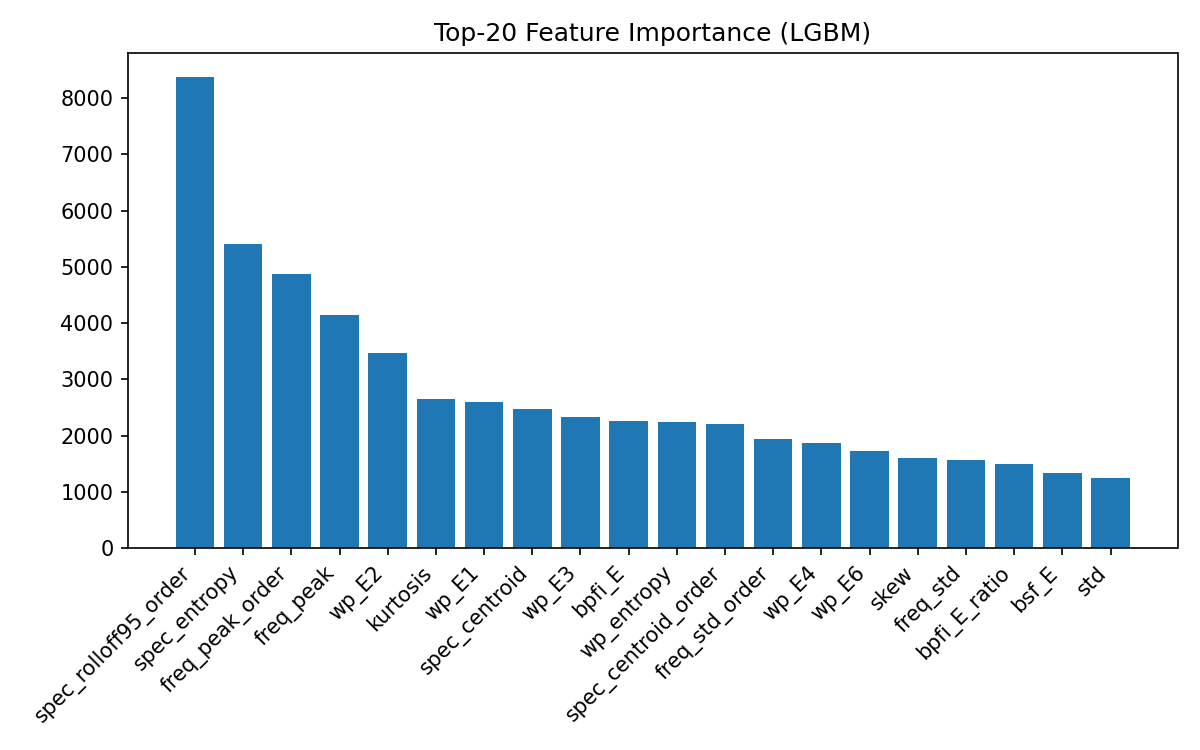 Top-20 Feature Importance (LGBM)
8000
7000
6000
5000
4000
3000
2000
1000
0
spec_rolloff95_order
spec_entropy
freq_peak_order
freq_peak
wp_E2
kurtosis
wp_E1
spec_centroid
wp_E3
bpfi_E
wp_entropy
spec_centroid_order
freq_std_order
wp_E4
wp_E6
skew
freq_std
bpfi_E_ratio
bsf_E
std